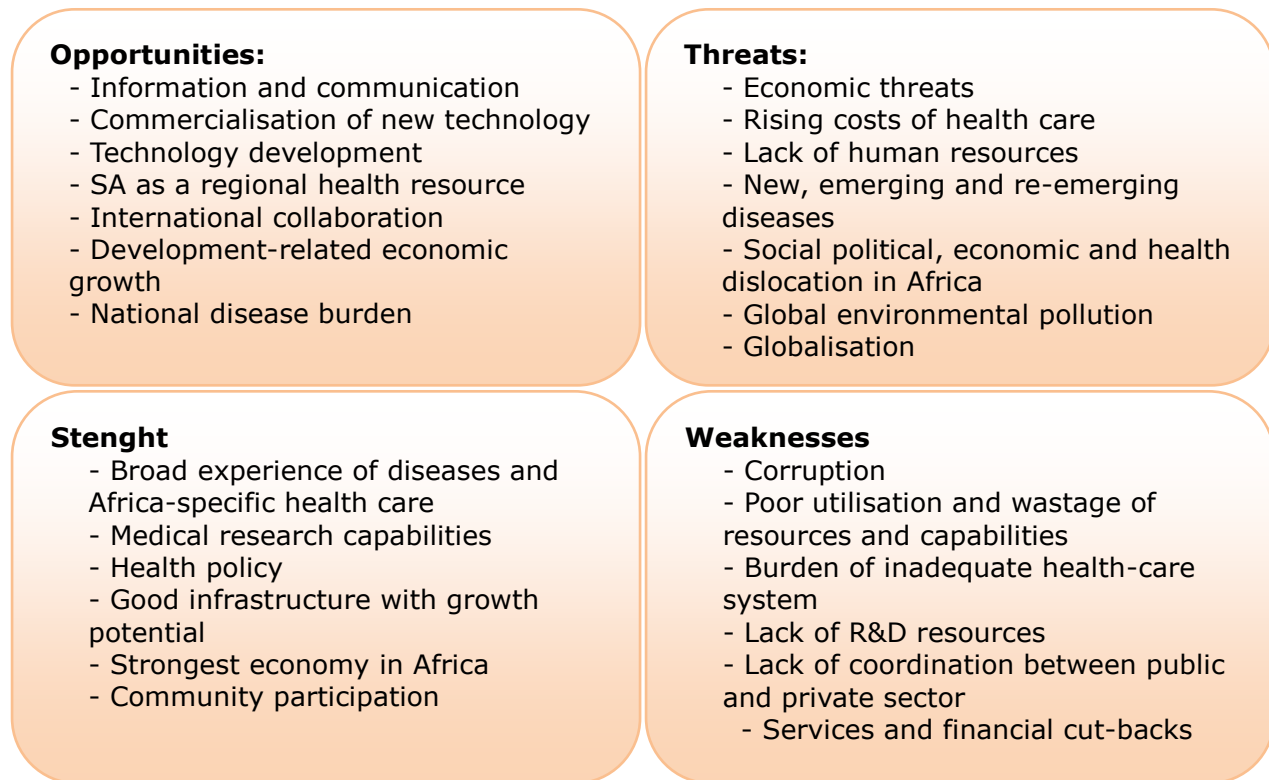 Opportunities:
- Information and communication
- Commercialisation of new technology
- Technology development
- SA as a regional health resource
- International collaboration
- Development-related economic
growth
- National disease burden
Threats:
- Economic threats
- Rising costs of health care
- Lack of human resources
- New, emerging and re-emerging
diseases
- Social political, economic and health
dislocation in Africa
- Global environmental pollution
- Globalisation
Stenght
- Broad experience of diseases and
Africa-specific health care
- Medical research capabilities
- Health policy
- Good infrastructure with growth
potential
- Strongest economy in Africa
- Community participation
Weaknesses
- Corruption
- Poor utilisation and wastage of
resources and capabilities
- Burden of inadequate health-care
system
- Lack of R&D resources
- Lack of coordination between public
and private sector
- Services and financial cut-backs